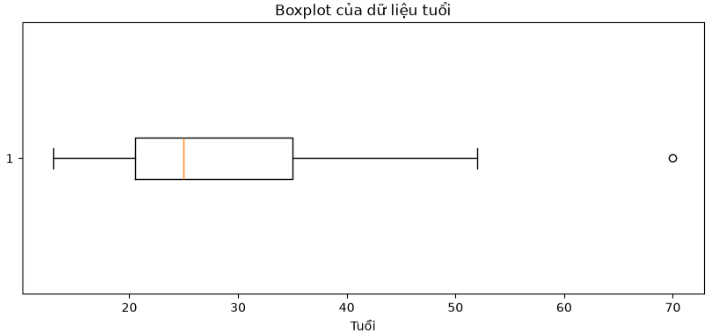 Boxplot của dữ liệu tuổi
1
20 30 40 50 60 70
Tuổi